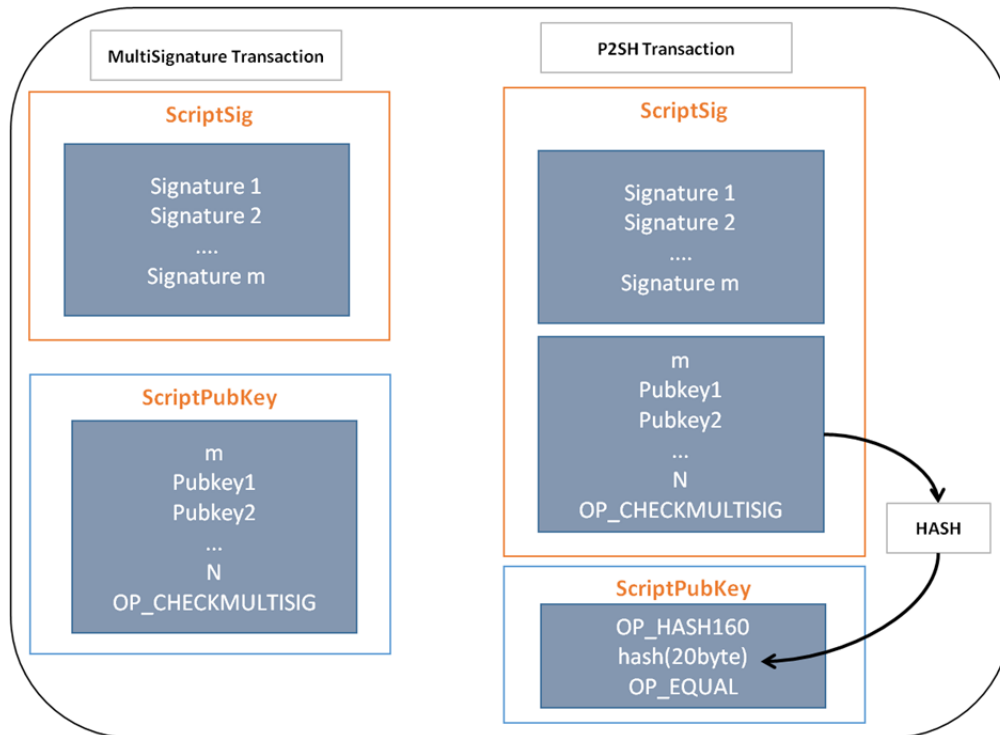 MultiSignature Transaction
ScriptSig
Signature 1
Signature 2
....
Signature m
ScriptPubKey
m
Pubkey1
Pubkey2
...
N
OP_CHECKMULTISIG
P2SH Transaction
ScriptSig
Signature 1
Signature 2
....
Signature m
m
Pubkey1
Pubkey2
...
N
OP_CHECKMULTISIG
HASH
ScriptPubKey
OP_HASH160
hash(20byte)
OP_EQUAL